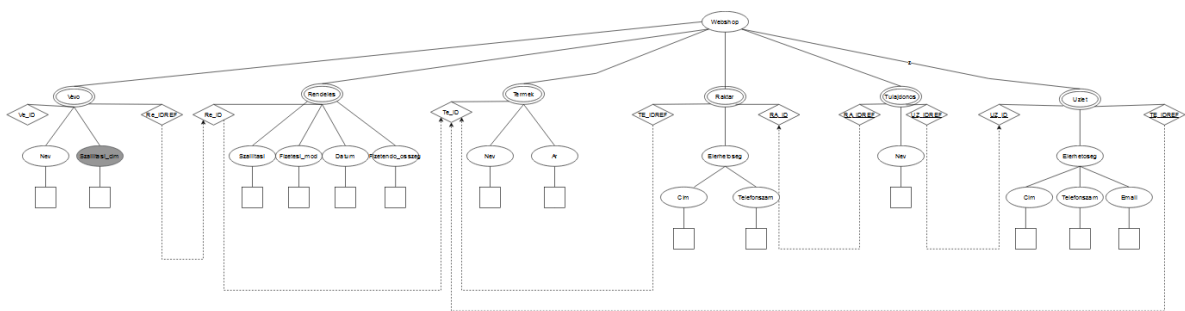 Webshop
Vevo
Rendeles
Termek
Raktar
Tulajdonos
Uzlet
Ve_ID
Re_IDREF
Re_ID
Te_ID
TE_IDREF
RA_ID
RA_IDREF
UZ_IDREF
UZ_ID
TE_IDREF
Nev
Szallitasi_cim
Szallitasi
Fizetesi_mod
Datum
Fizetendo_osszeg
Nev
Ar
Elerhetoseg
Nev
Elerhetoseg
Cim
Telefonszam
Cim
Telefonszam
Email